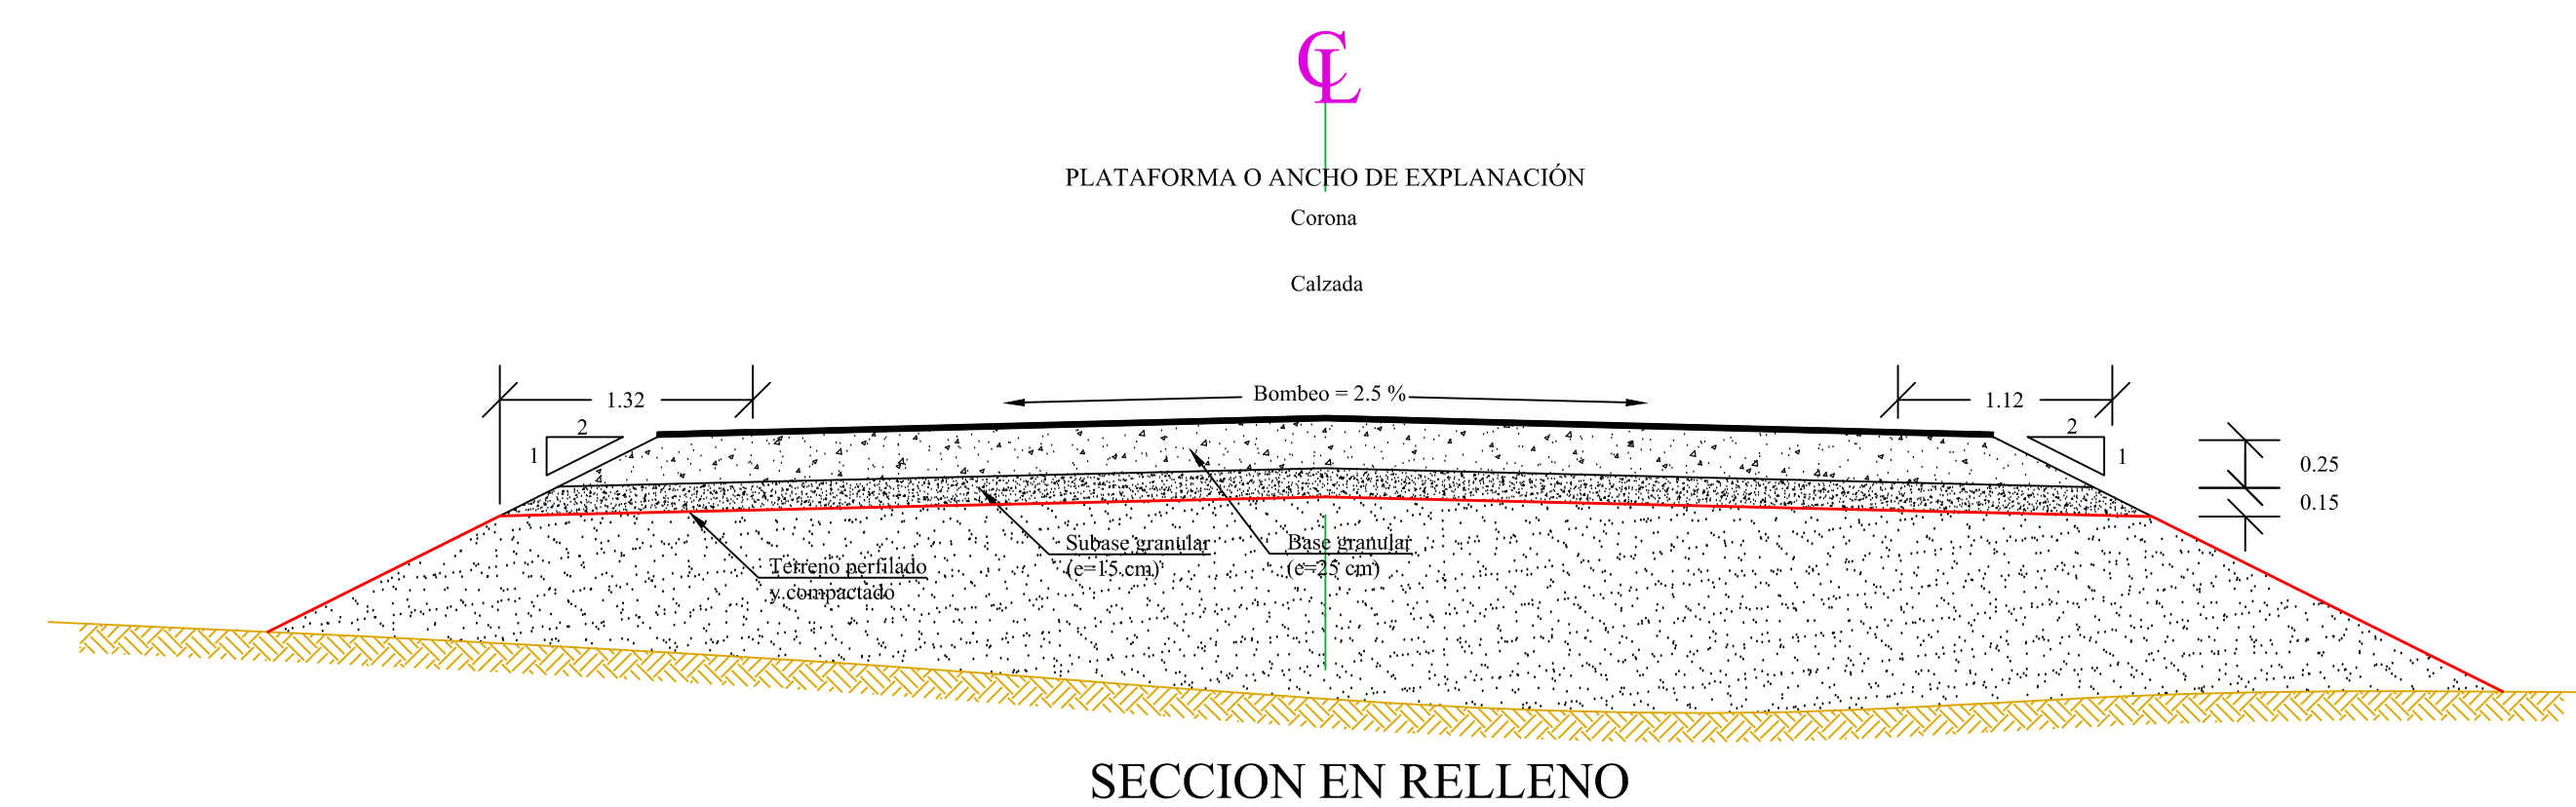 CL
PLATAFORMA O ANCHO DE EXPLANACIÓN
Corona
Calzada
Bombeo = 2.5 %
1.32
1.12
2
1
2
1
0.25
0.15
Subase granular
(e=15 cm)
Base granular
(e=25 cm)
Terreno perfilado
y compactado
SECCION EN RELLENO